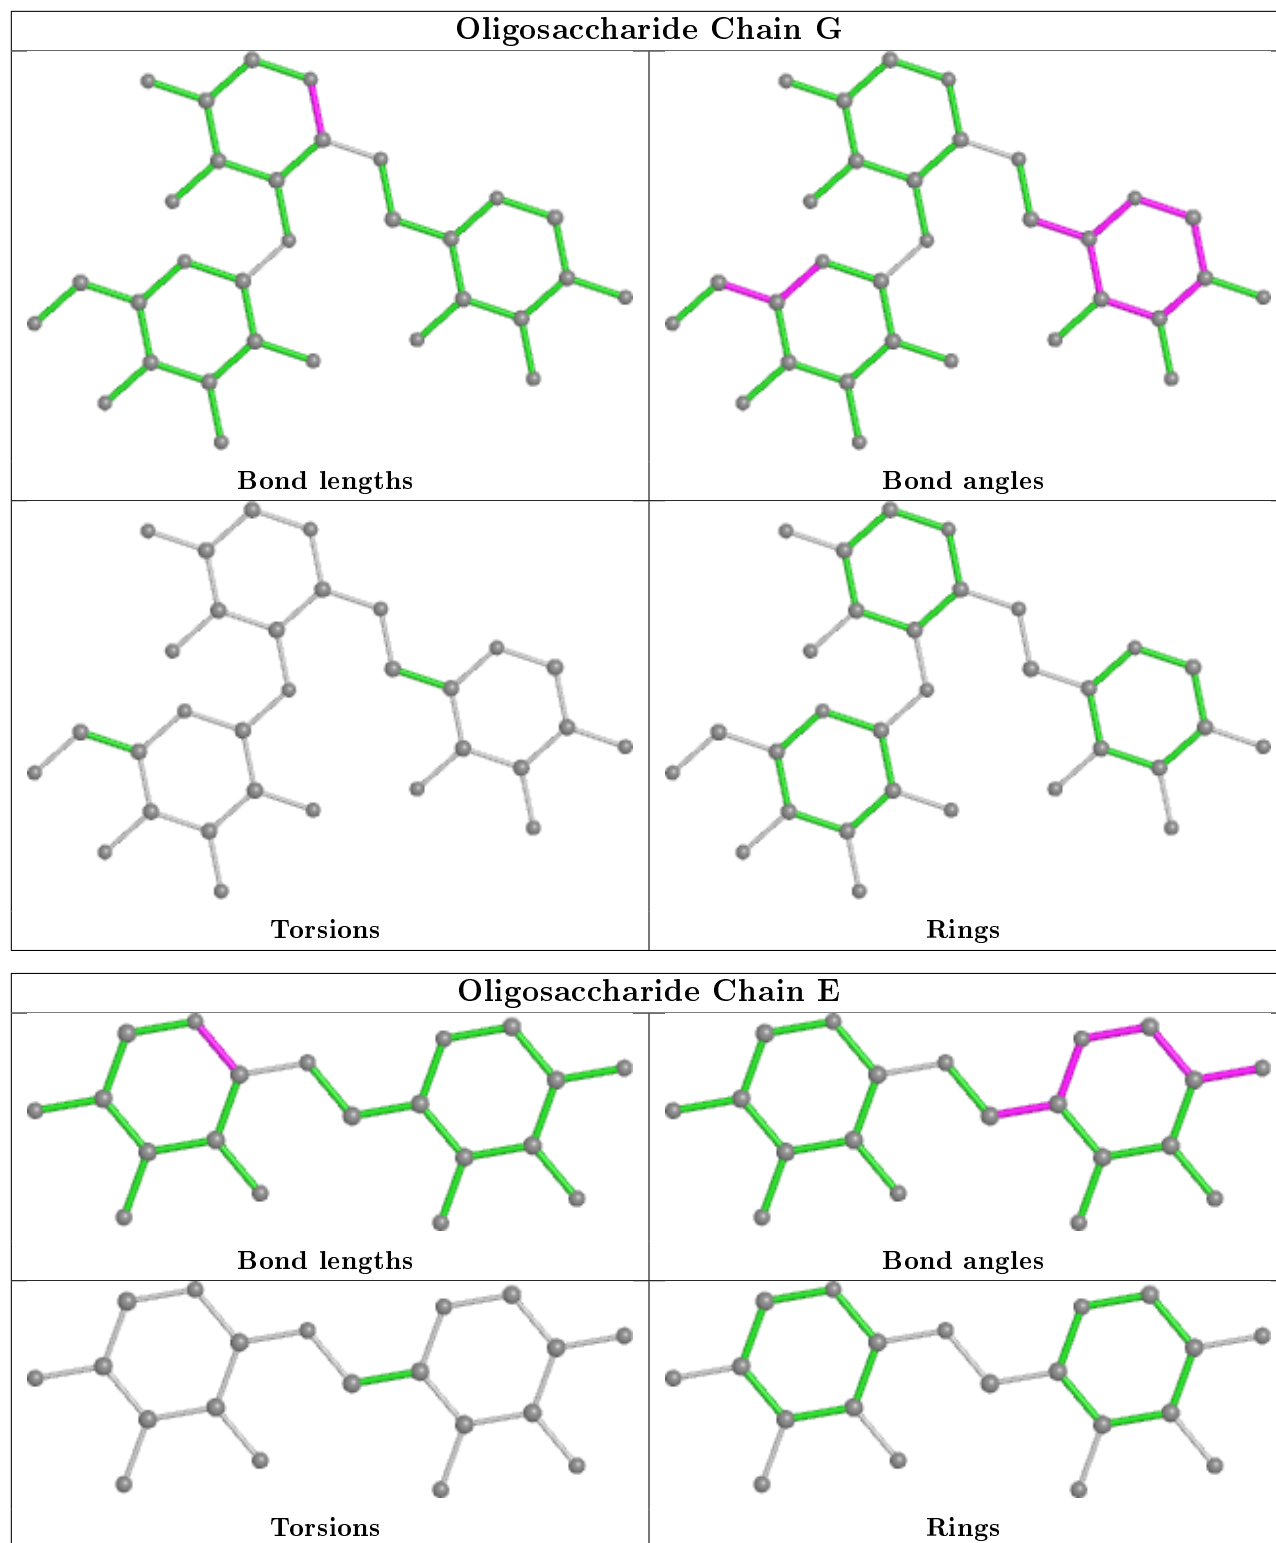 Oligosaccharide Chain G
Bond lengths
Bond angles
Torsions
Rings
Oligosaccharide Chain E
Bond lengths
Bond angles
Torsions
Rings